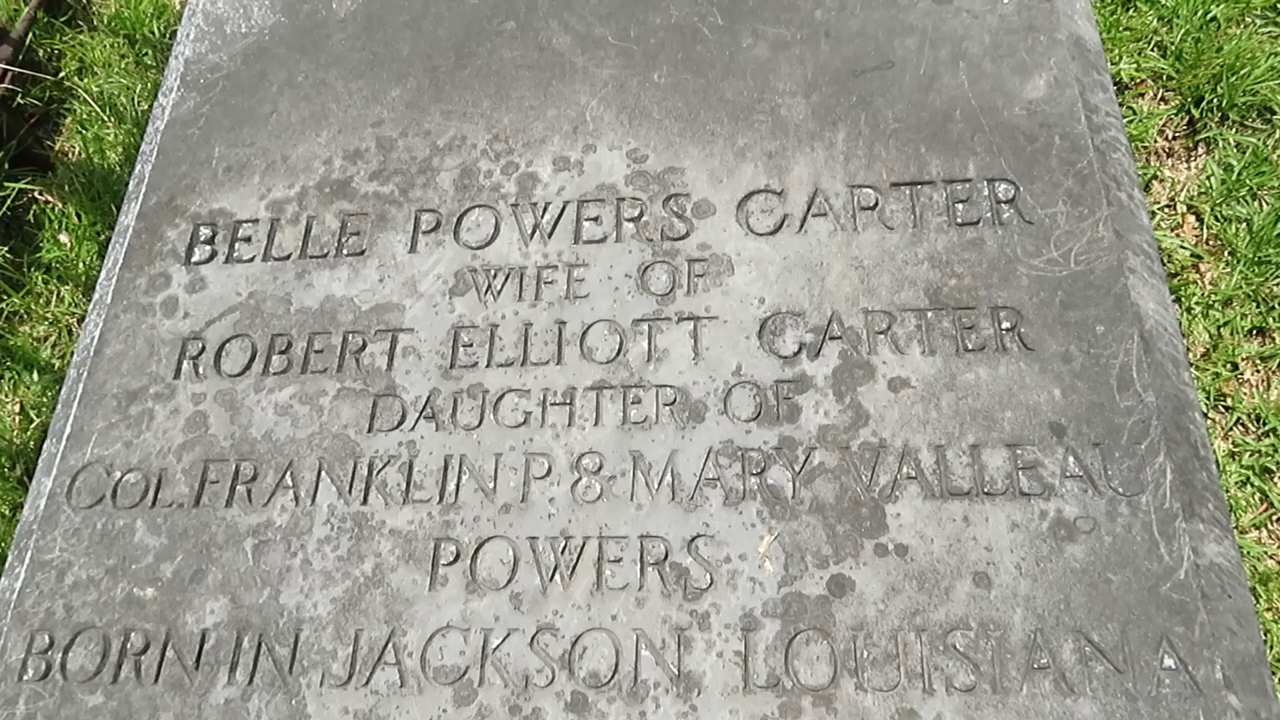 BELLE POWERS CARTER
WIFE OF
ROBERT ELLIOTT CARTER
DAUGHTER OF
COL. FRANKLIN P & MARY VALLEAU
POWERS
BORN IN JACKSON LOUISIANA